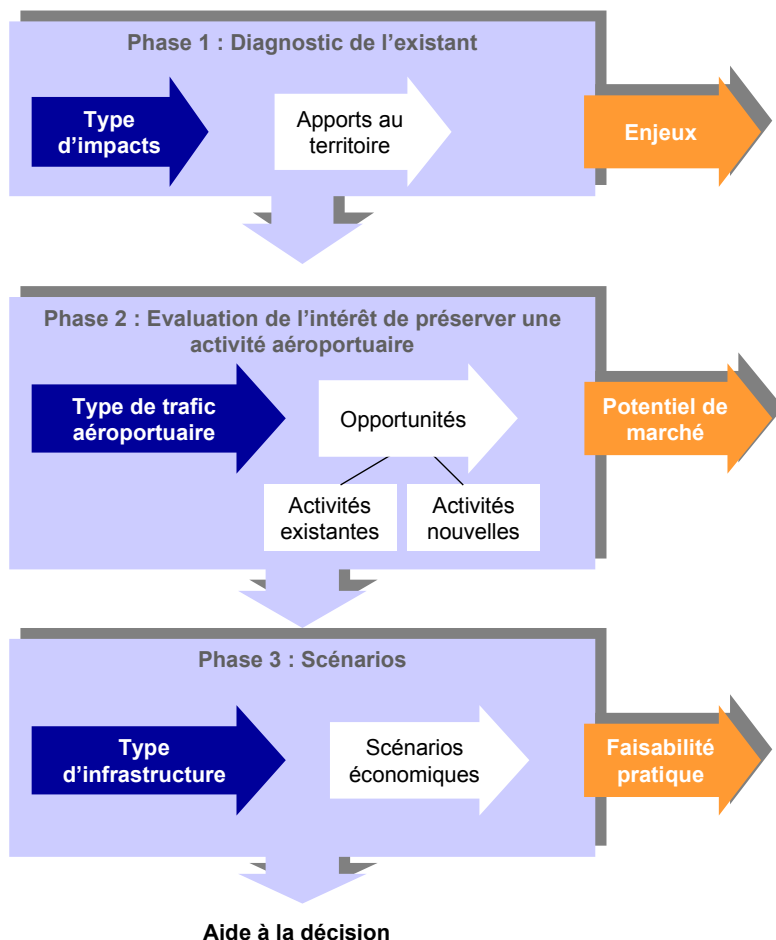 Phase 1 : Diagnostic de l'existant
Type
d'impacts
Apports au
territoire
Enjeux
Phase 2 : Evaluation de l'intérêt de préserver une
activité aéroportuaire
Type de trafic
aéroportuaire
Opportunités
Potentiel de
marché
Activités
existantes
Activités
nouvelles
Phase 3 : Scénarios
Type
d'infrastructure
Scénarios
économiques
Faisabilité
pratique
Aide à la décision